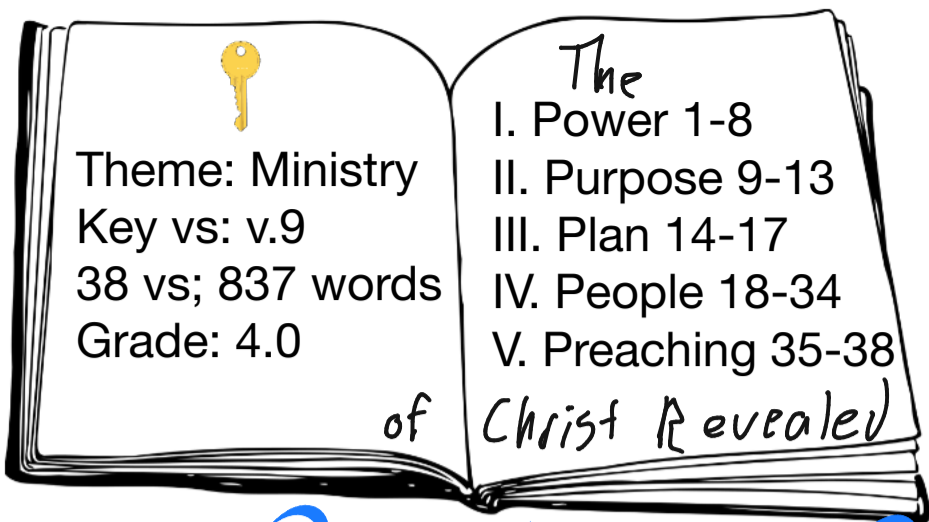 Theme: Ministry
Key vs: v.9
38 vs; 837 words
Grade: 4.0
The
I. Power 1-8
II. Purpose 9-13
III. Plan 14-17
IV. People 18-34
V. Preaching 35-38
of Christ Revealed